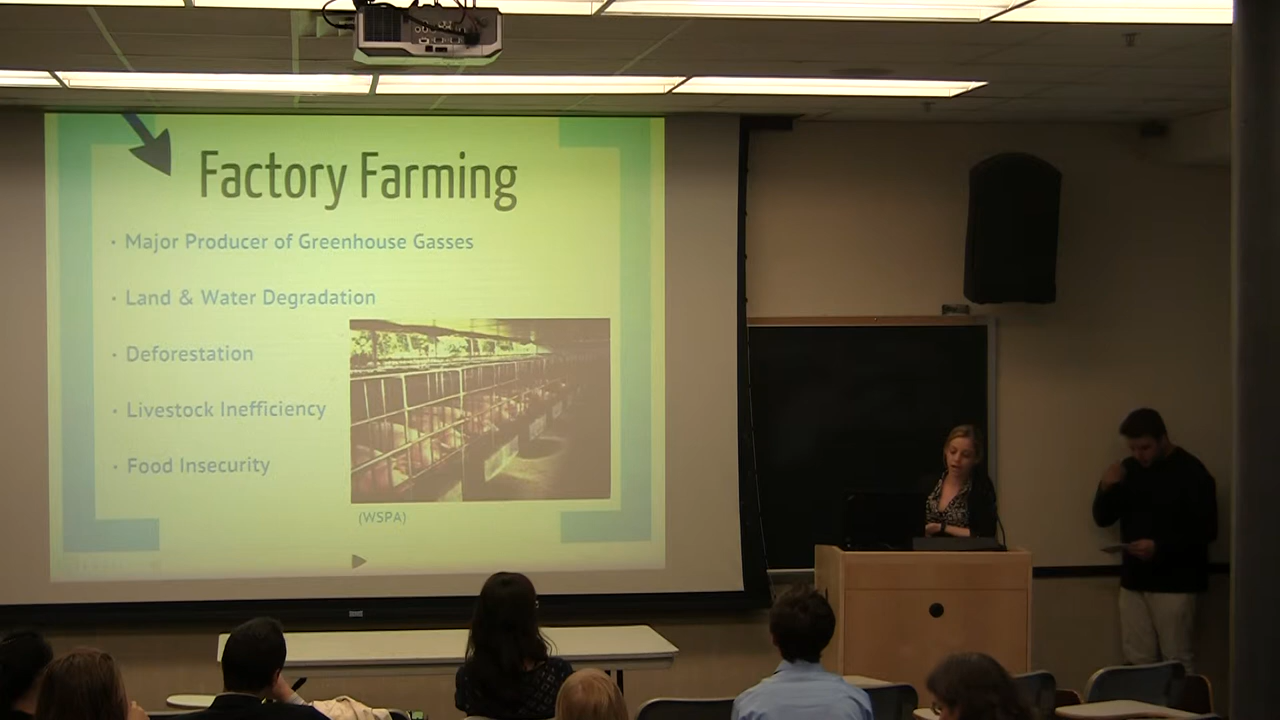 Factory Farming
· Major Producer of Greenhouse Gasses
· Land & Water Degradation
· Deforestation
· Livestock Inefficiency
· Food Insecurity
(WSPA)